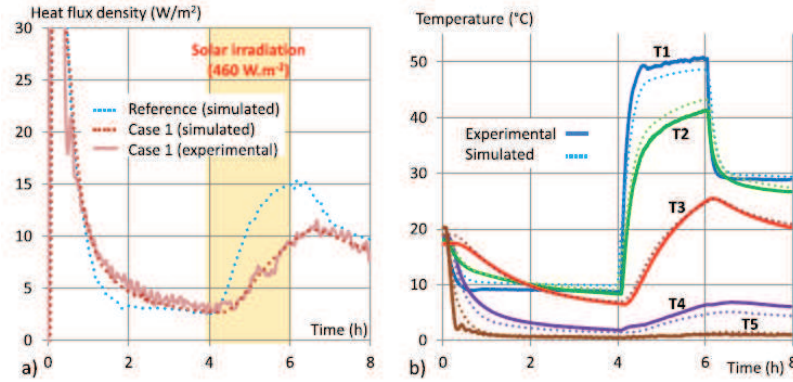 Heat flux density (W/m²)
30
25
20
15
10
5
0
Solar irradiation
(460 W.m⁻²)
Reference (simulated)
Case 1 (simulated)
Case 1 (experimental)
Time (h)
0 2 4 6 8
a)
Temperature (°C)
50
40
30
20
10
0
T1
Experimental
Simulated
T2
T3
T4
T5
Time (h)
0 2 4 6 8
b)